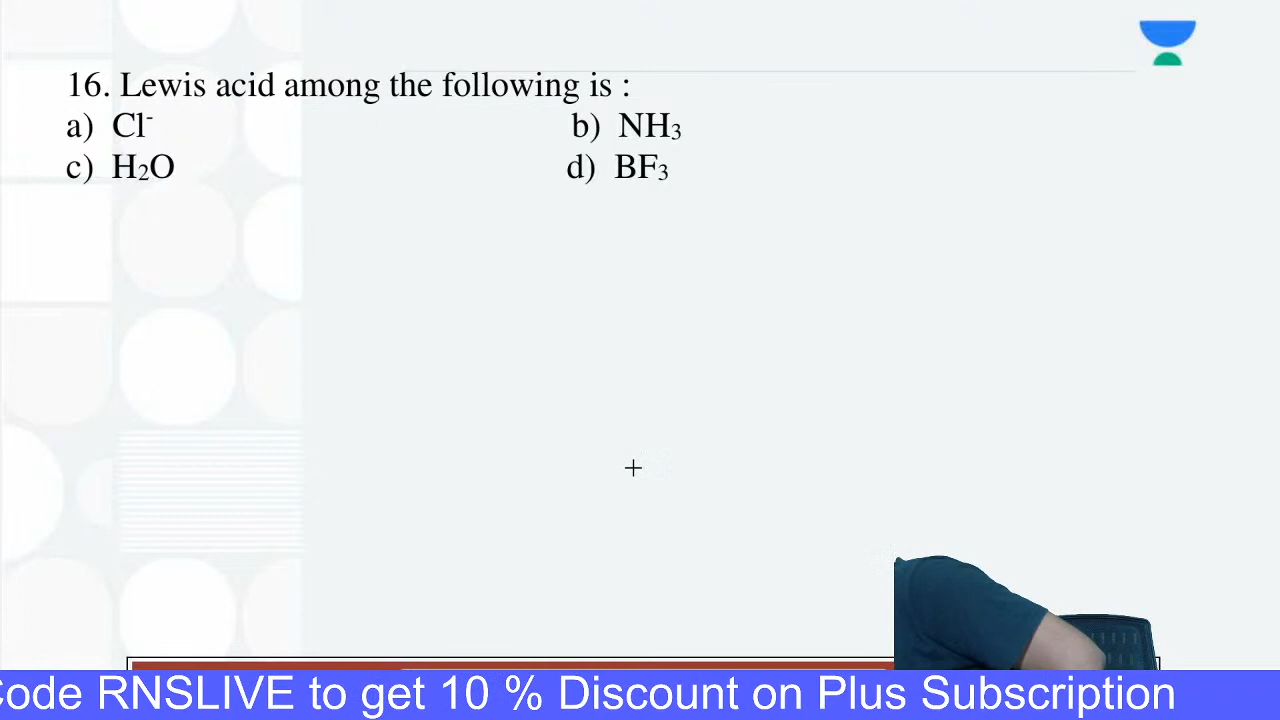 16. Lewis acid among the following is :
a) Cl⁻ b) NH₃
c) H₂O d) BF₃
Code RNSLIVE to get 10 % Discount on Plus Subscription